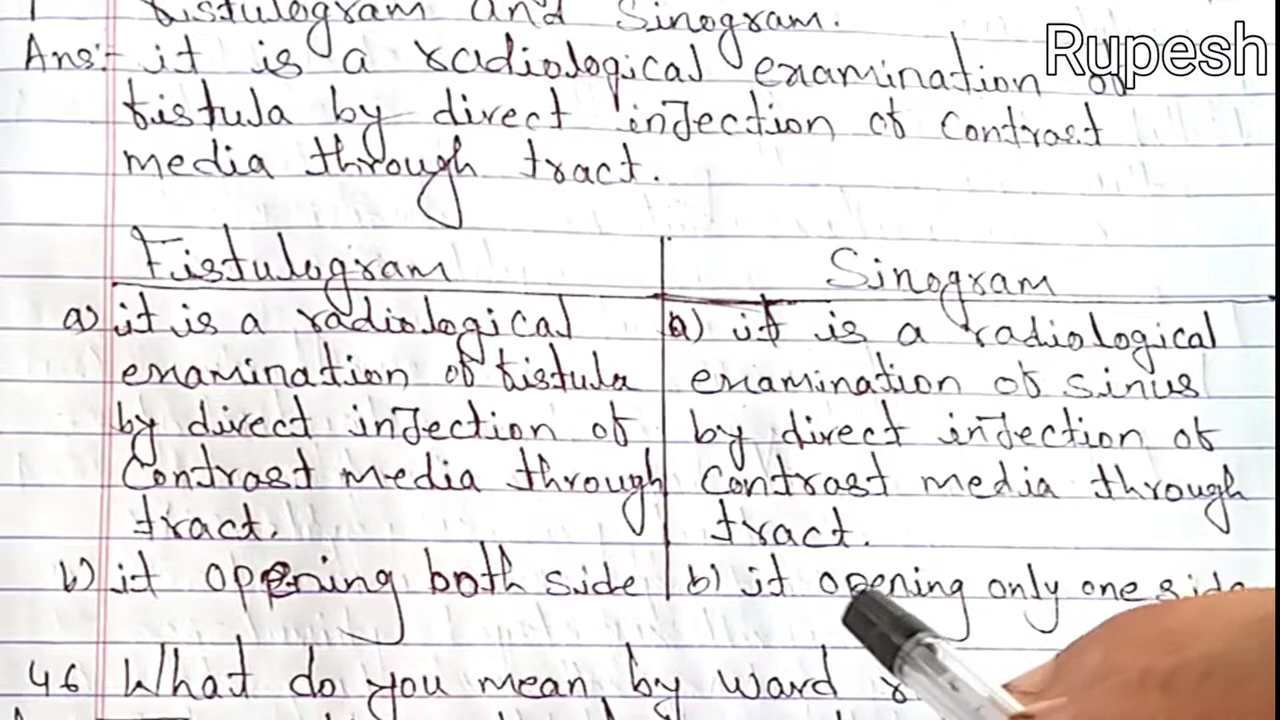 Fistulogram and Sinogram.
Rupesh
Ans:- it is a radiological examination of
fistula by direct injection of contrast
media through tract.
Fistulogram
Sinogram
a) it is a radiological
examination of fistula
by direct injection of
Contrast media through
tract.
b) it opening both side
a) it is a radiological
examination of sinus
by direct injection of
Contrast media through
tract.
b) it opening only one side
46 What do you mean by ward